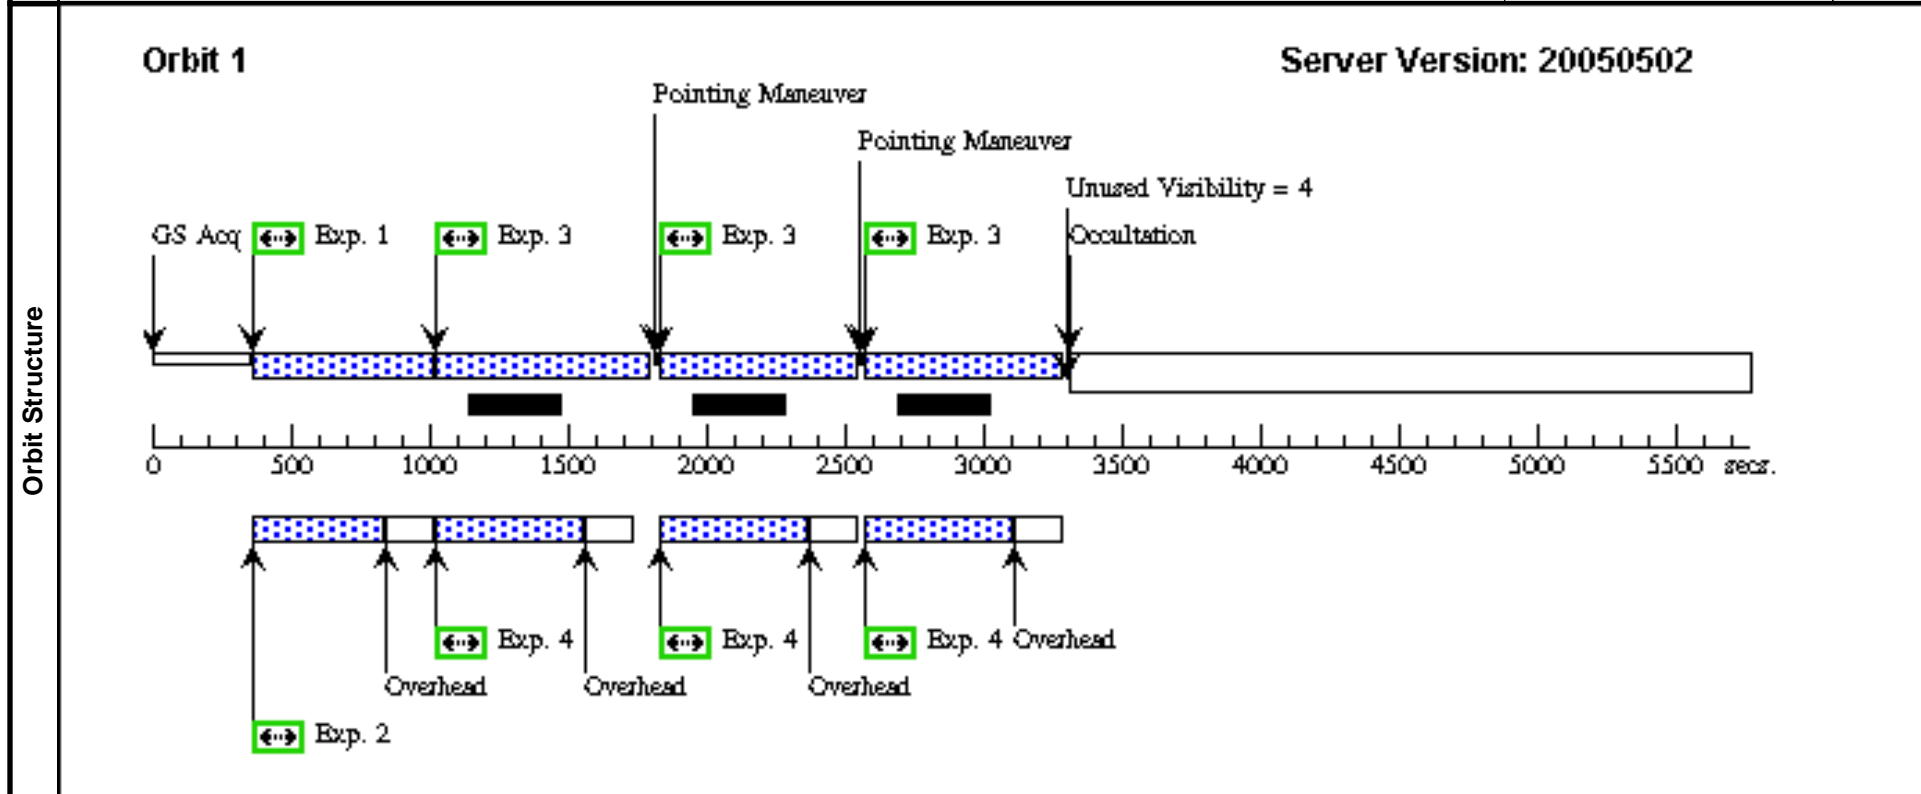 Orbit Structure
Orbit 1
Server Version: 20050502
Pointing Maneuver
Pointing Maneuver
Unused Visibility = 4
GS Acq
Exp. 1
Exp. 3
Exp. 3
Exp. 3
Occultation
0 500 1000 1500 2000 2500 3000 3500 4000 4500 5000 5500 secs.
Exp. 4
Exp. 4
Exp. 4
Overhead
Overhead
Overhead
Overhead
Exp. 2